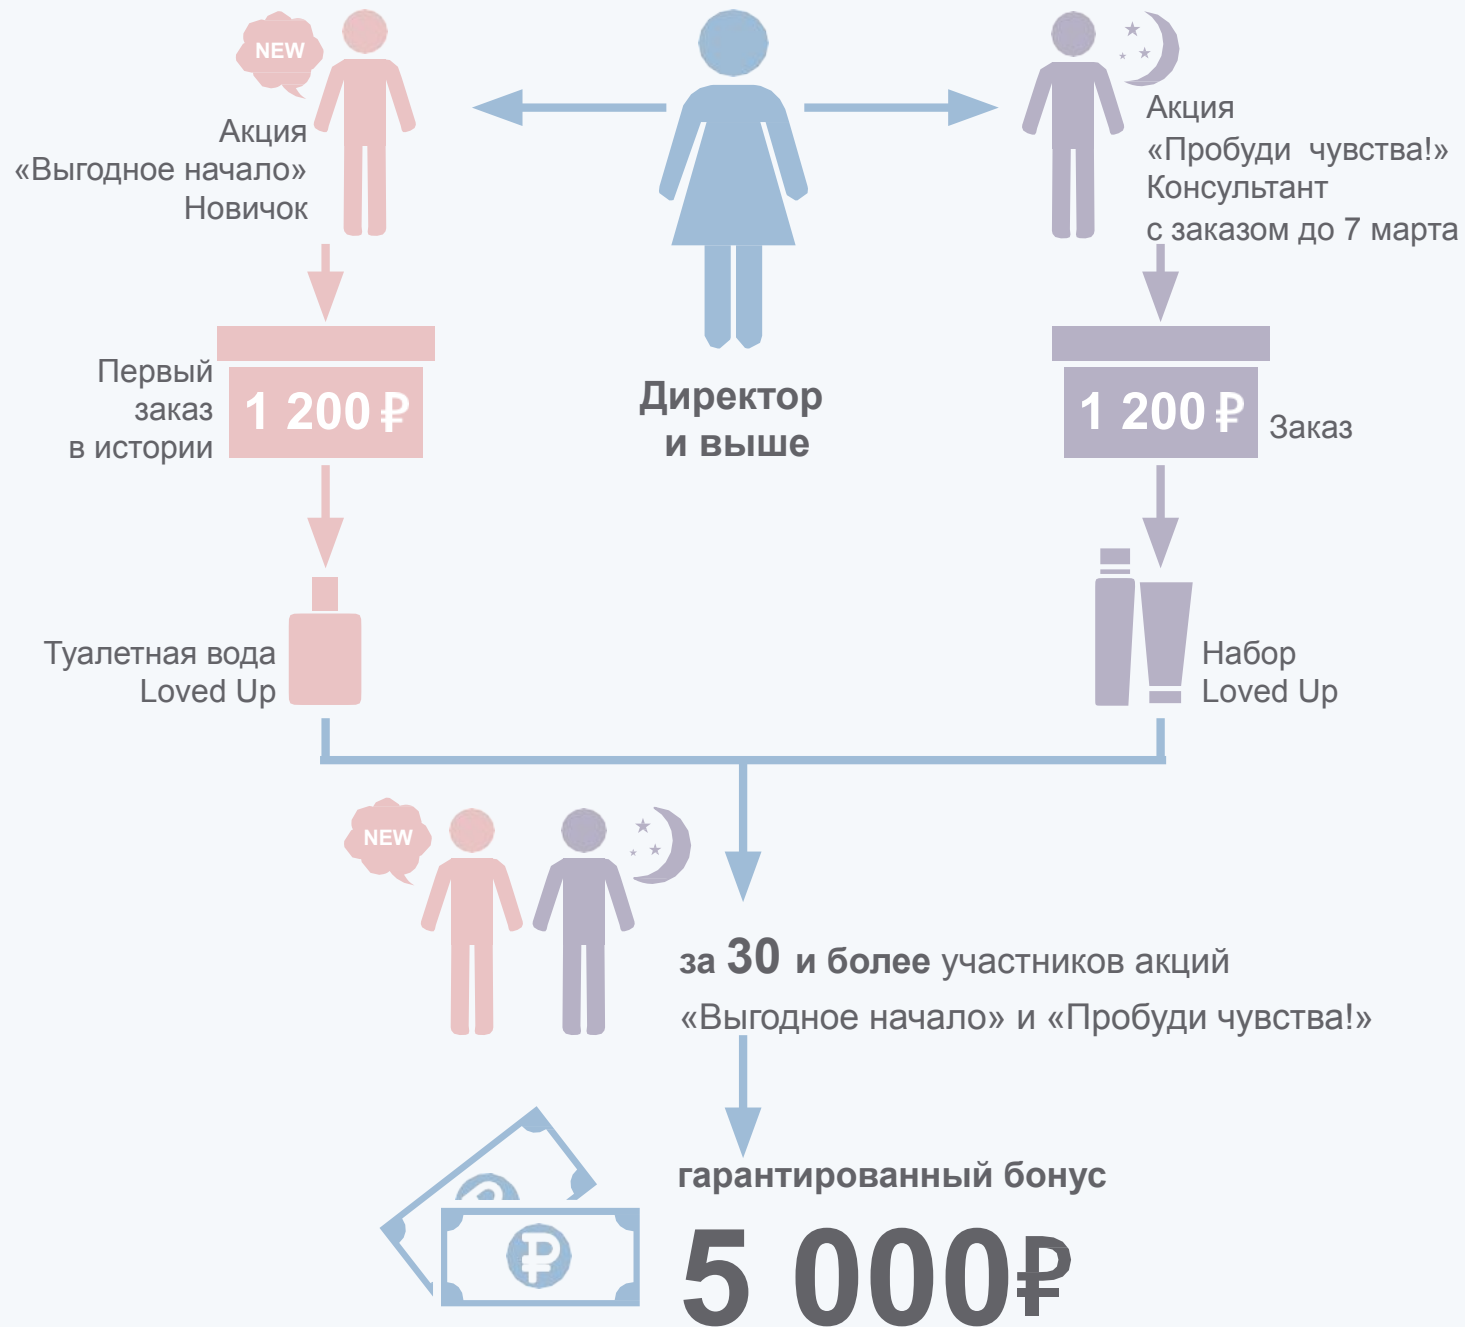 NEW
Акция
«Выгодное начало»
Новичок
Акция
«Пробуди чувства!»
Консультант
с заказом до 7 марта
Первый
заказ
в истории
1 200 ₽
Директор
и выше
1 200 ₽
Заказ
Туалетная вода
Loved Up
Набор
Loved Up
NEW
за 30 и более участников акций
«Выгодное начало» и «Пробуди чувства!»
гарантированный бонус
₽
5 000₽